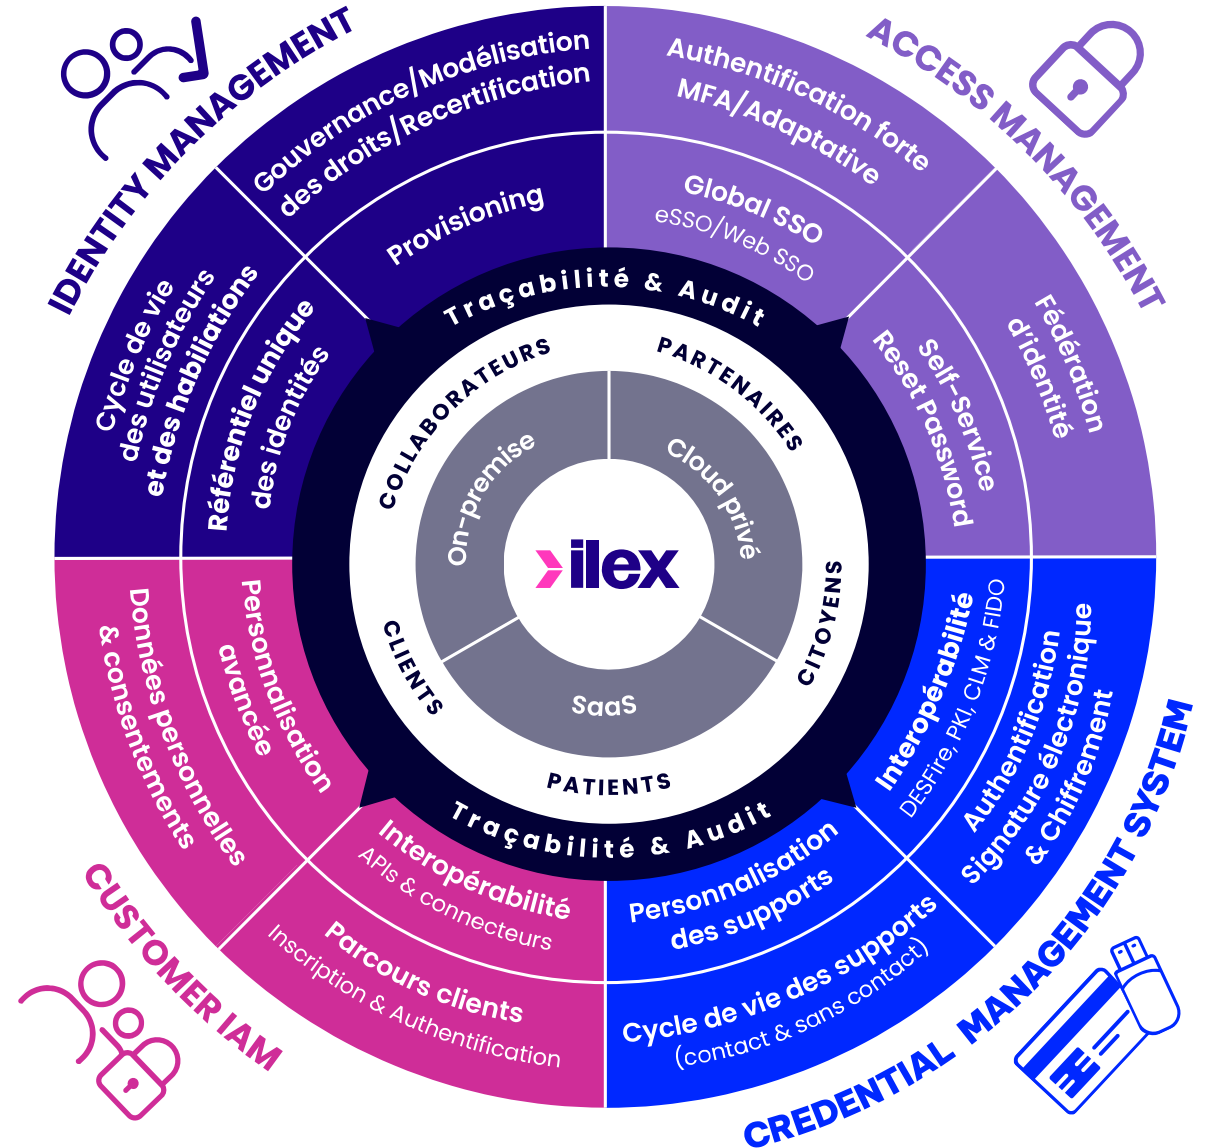 IDENTITY MANAGEMENT
Gouvernance/Modélisation
des droits/Recertification
Provisioning
Cycle de vie
des utilisateurs
et des habiliations
Référentiel unique
des identités
ACCESS MANAGEMENT
Authentification forte
MFA/Adaptative
Global SSO
eSSO/Web SSO
Self-Service
Reset Password
Fédération
d'identité
Traçabilité & Audit
COLLABORATEURS
PARTENAIRES
CITOYENS
CLIENTS
PATIENTS
On-premise
Cloud privé
SaaS
ilex
Traçabilité & Audit
Personnalisation
avancée
Données personnelles
& consentements
Interopérabilité
APIs & connecteurs
Parcours clients
Inscription & Authentification
CUSTOMER IAM
Interopérabilité
DESFire, PKI, CLM & FIDO
Authentification
Signature électronique
& Chiffrement
Personnalisation
des supports
Cycle de vie des supports
(contact & sans contact)
CREDENTIAL MANAGEMENT SYSTEM